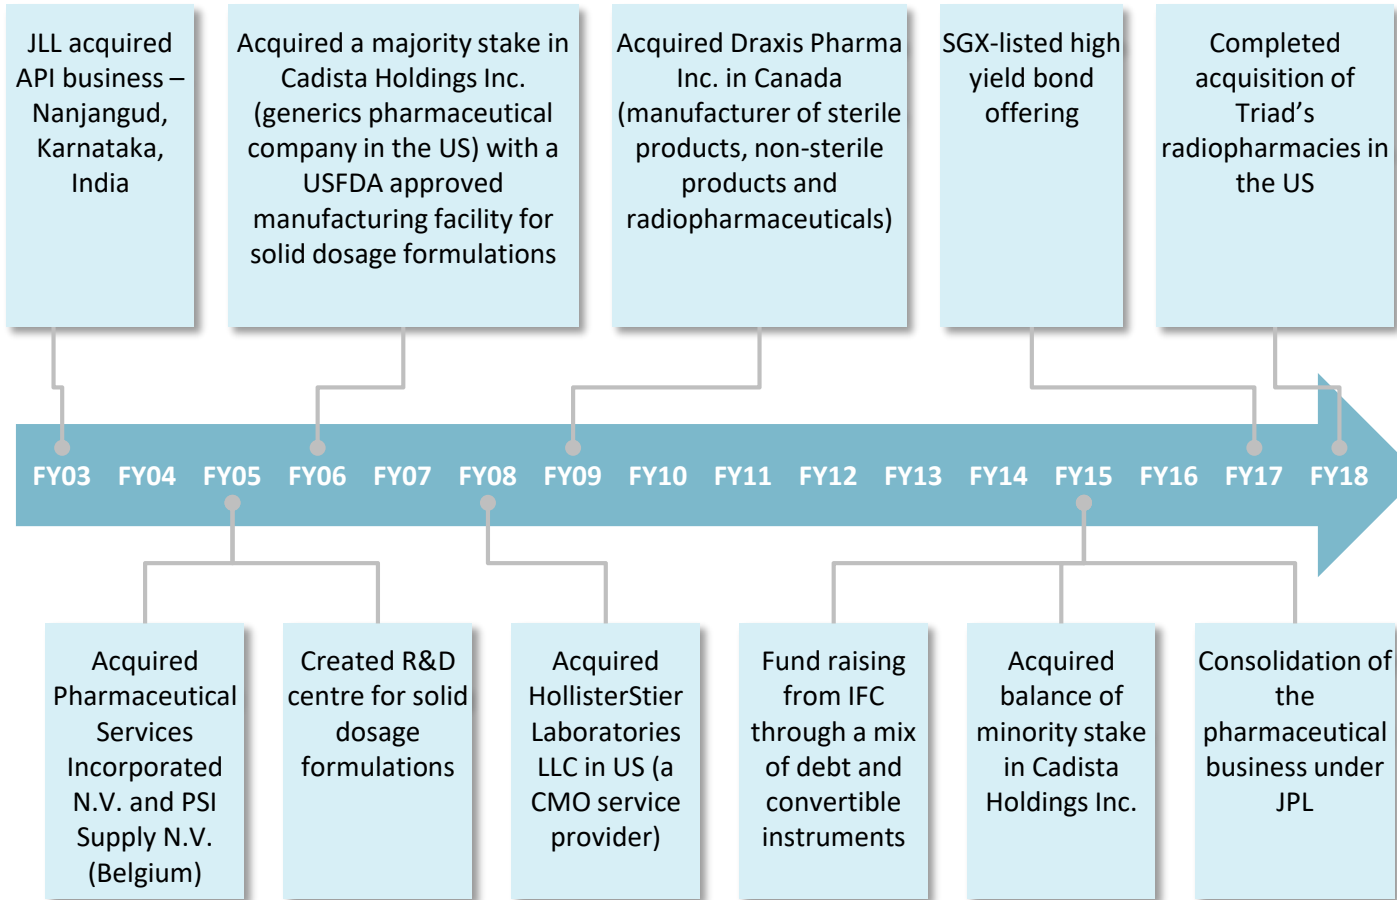 JLL acquired
API business –
Nanjangud,
Karnataka,
India
Acquired a majority stake in
Cadista Holdings Inc.
(generics pharmaceutical
company in the US) with a
USFDA approved
manufacturing facility for
solid dosage formulations
Acquired Draxis Pharma
Inc. in Canada
(manufacturer of sterile
products, non-sterile
products and
radiopharmaceuticals)
SGX-listed high
yield bond
offering
Completed
acquisition of
Triad’s
radiopharmacies in
the US
FY03 FY04 FY05 FY06 FY07 FY08 FY09 FY10 FY11 FY12 FY13 FY14 FY15 FY16 FY17 FY18
Acquired
Pharmaceutical
Services
Incorporated
N.V. and PSI
Supply N.V.
(Belgium)
Created R&D
centre for solid
dosage
formulations
Acquired
HollisterStier
Laboratories
LLC in US (a
CMO service
provider)
Fund raising
from IFC
through a mix
of debt and
convertible
instruments
Acquired
balance of
minority stake
in Cadista
Holdings Inc.
Consolidation of
the
pharmaceutical
business under
JPL